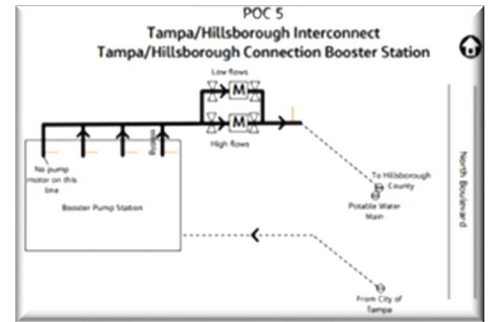 POC 5
Tampa/Hillsborough Interconnect
Tampa/Hillsborough Connection Booster Station
Low flows
M
M
High flows
Bypass
No pump
motor on this
line
Booster Pump Station
To Hillsborough
County
Potable Water
Main
North Boulevard
From City of
Tampa